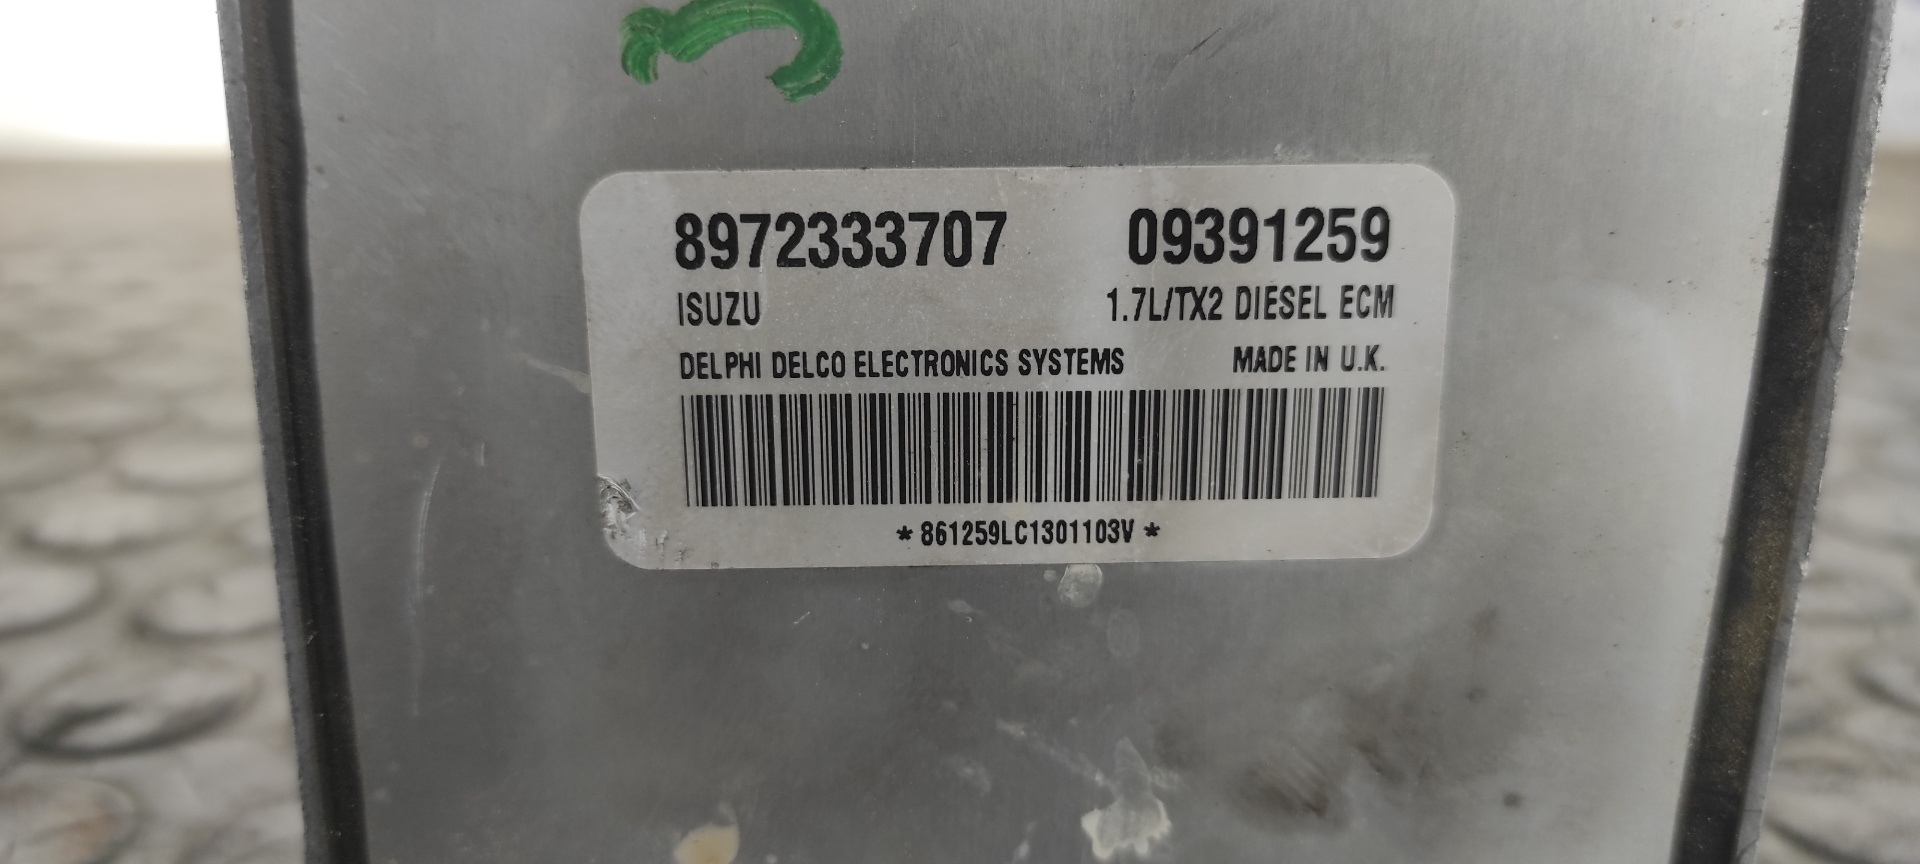 8972333707 09391259
ISUZU 1.7L/TX2 DIESEL ECM
DELPHI DELCO ELECTRONICS SYSTEMS MADE IN U.K.
* 861259LC1301103V *